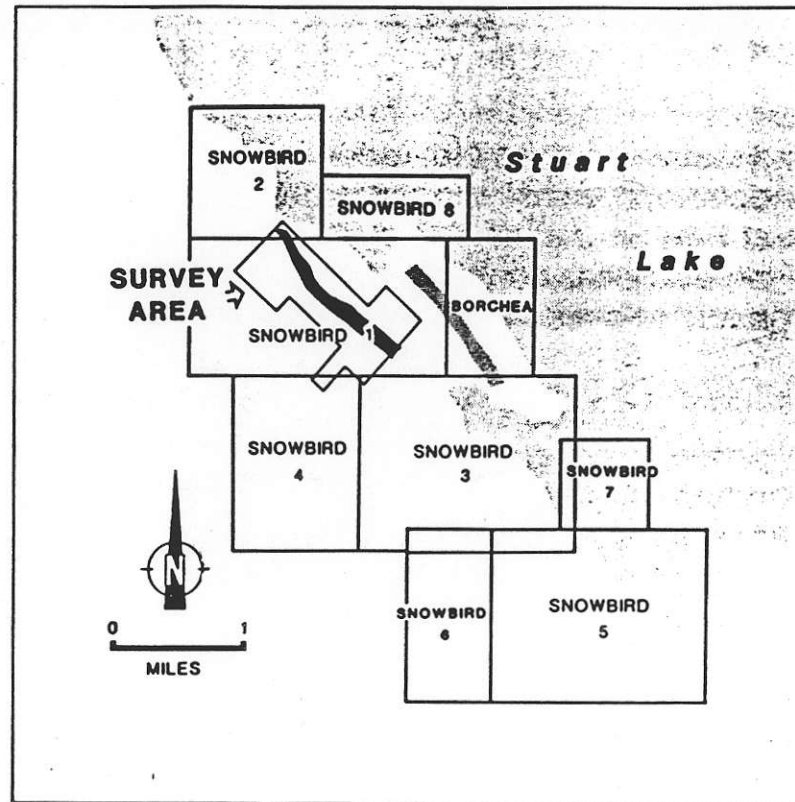 Stuart
Lake
SNOWBIRD
2
SNOWBIRD 8
SURVEY
AREA
BORCHEA
SNOWBIRD 1
SNOWBIRD
4
SNOWBIRD
3
SNOWBIRD
7
SNOWBIRD
6
SNOWBIRD
5
N
0 1
MILES